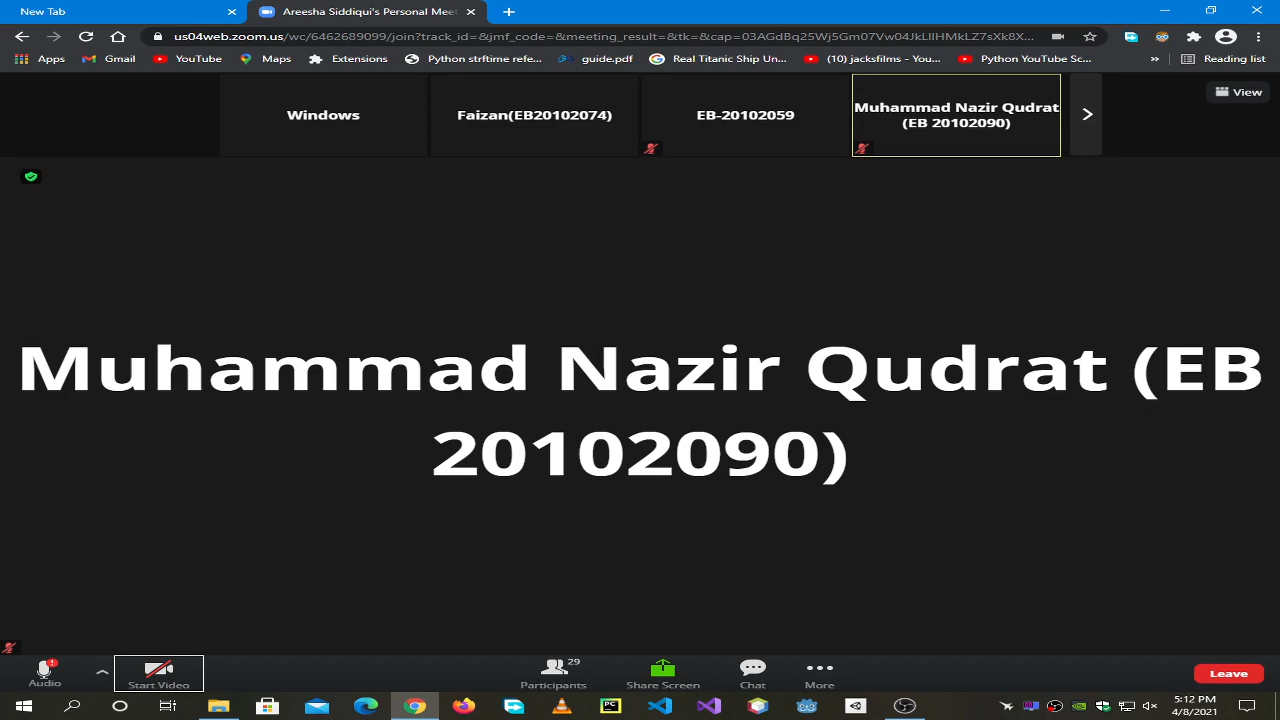 New Tab
Areesha Siddiqui's Personal Meet
us04web.zoom.us/wc/6462689099/join?track_id=&jmf_code=&meeting_result=&tk=&cap=03AGdBq25Wj5Gm07Vw04JkLlIHMkLZ7sXk8X...
Apps Gmail YouTube Maps Extensions Python strftime refe... guide.pdf Real Titanic Ship Un... (10) jacksfilms - You... Python YouTube Sc... » Reading list
Windows
Faizan(EB20102074)
EB-20102059
Muhammad Nazir Qudrat
(EB 20102090)
View
Muhammad Nazir Qudrat (EB
20102090)
Audio
Start Video
29
Participants
Share Screen
Chat
More
Leave
PC
5:12 PM
4/8/2021